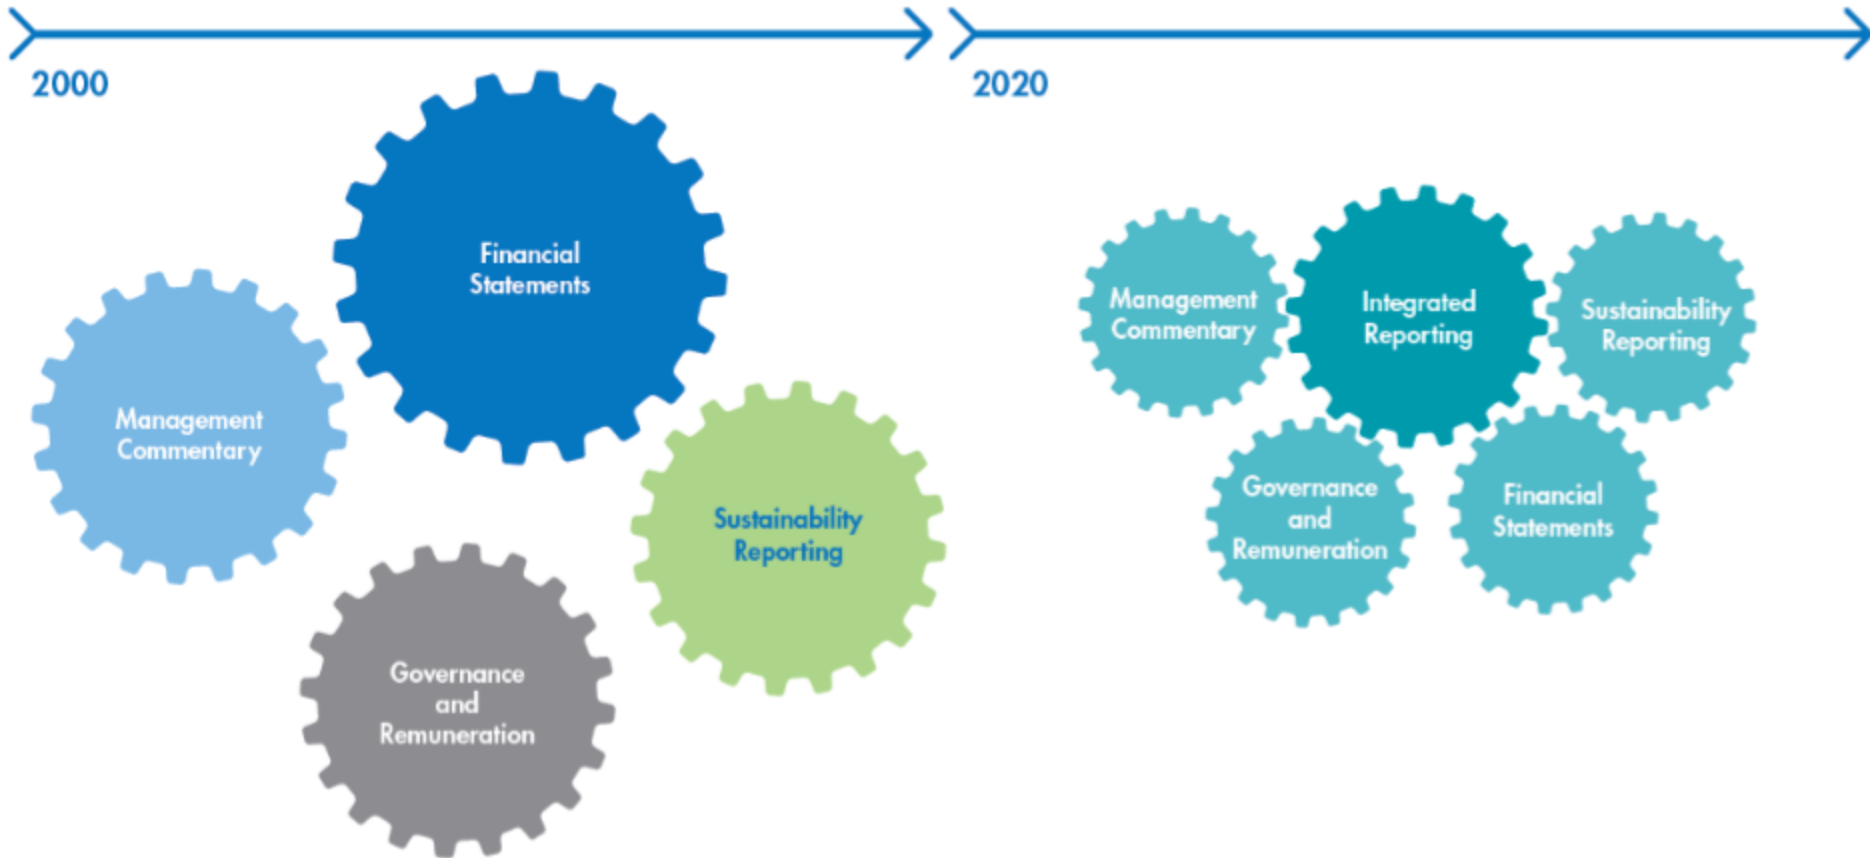 2000
2020
Financial
Statements
Management
Commentary
Sustainability
Reporting
Governance
and
Remuneration
Management
Commentary
Integrated
Reporting
Sustainability
Reporting
Governance
and
Remuneration
Financial
Statements